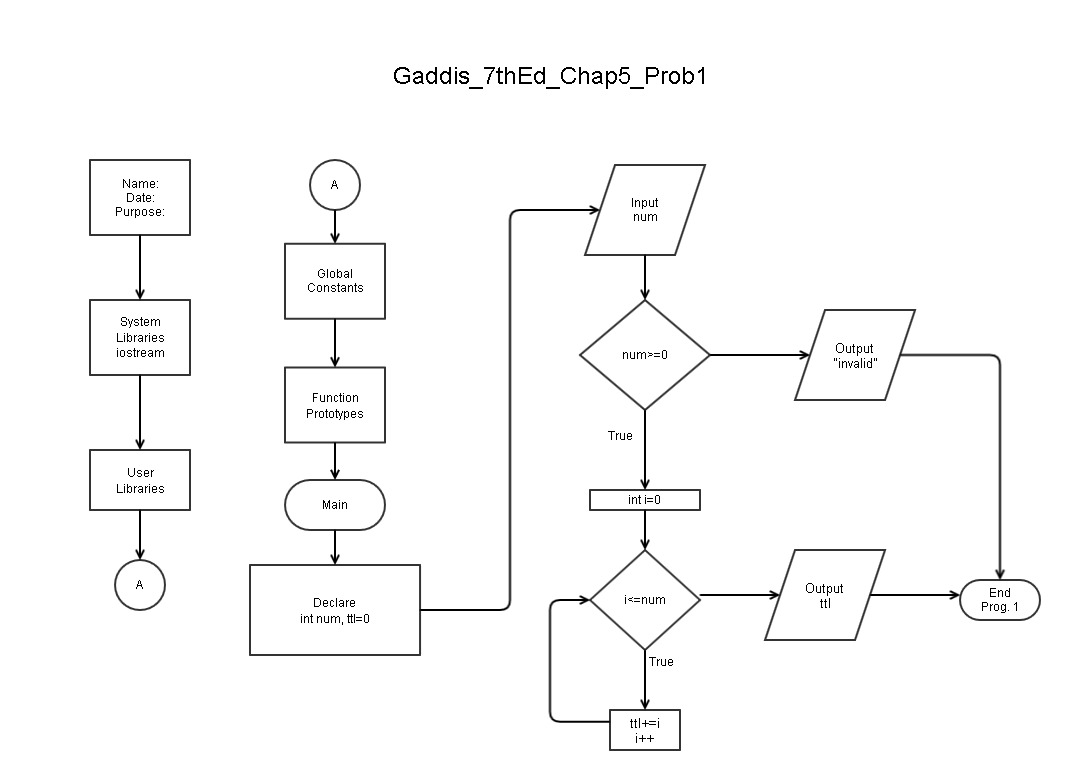 Gaddis_7thEd_Chap5_Prob1
Name:
Date:
Purpose:
System
Libraries
iostream
User
Libraries
A
A
Global
Constants
Function
Prototypes
Main
Declare
int num, ttl=0
Input
num
num>=0
Output
"invalid"
True
int i=0
i<=num
Output
ttl
End
Prog. 1
True
ttl+=i
i++